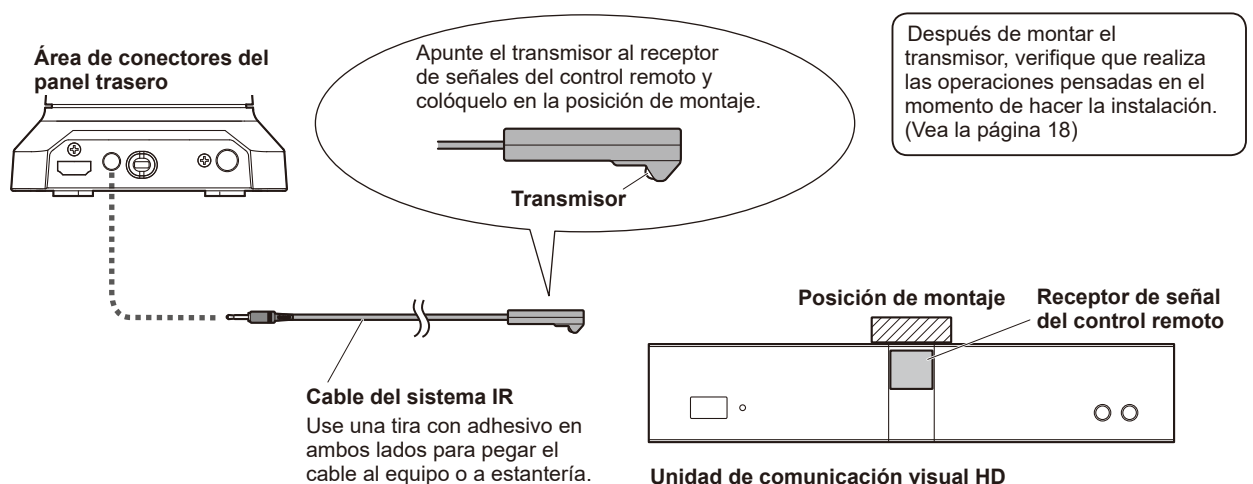 Área de conectores del
panel trasero
Apunte el transmisor al receptor
de señales del control remoto y
colóquelo en la posición de montaje.
Transmisor
Después de montar el
transmisor, verifique que realiza
las operaciones pensadas en el
momento de hacer la instalación.
(Vea la página 18)
Cable del sistema IR
Use una tira con adhesivo en
ambos lados para pegar el
cable al equipo o a estantería.
Posición de montaje
Receptor de señal
del control remoto
Unidad de comunicación visual HD